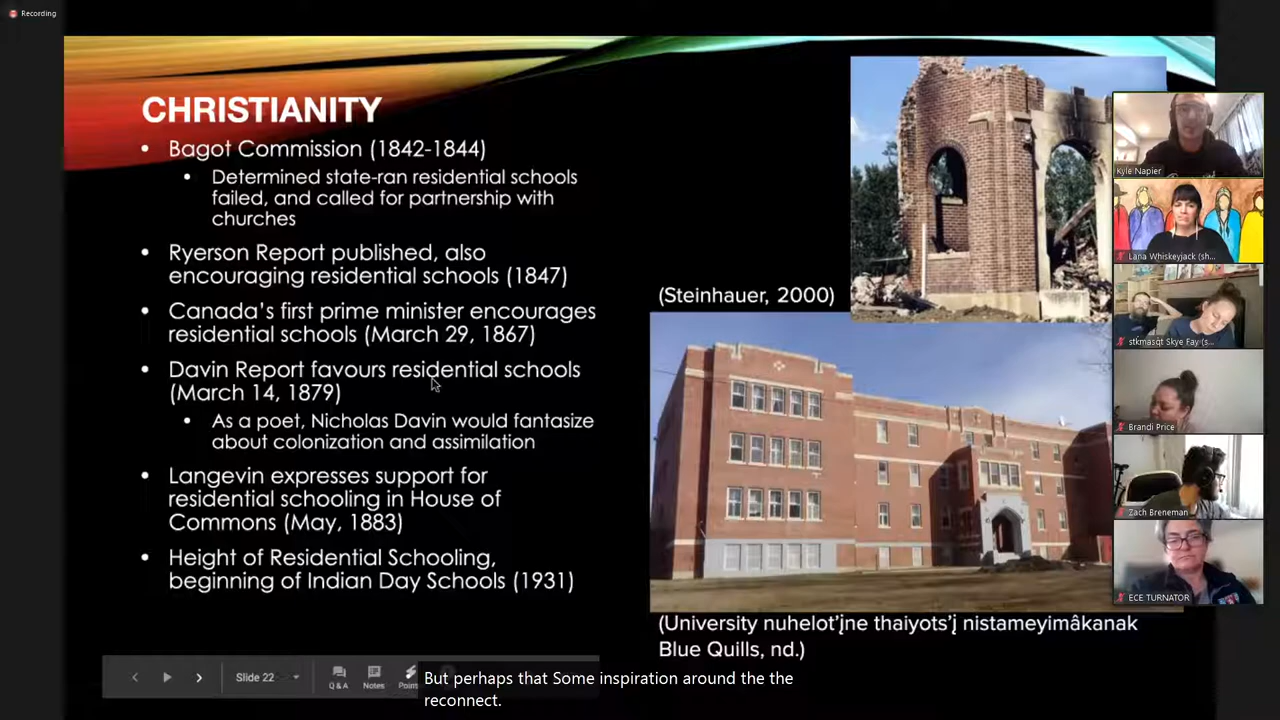 Recording
CHRISTIANITY
• Bagot Commission (1842-1844)
• Determined state-ran residential schools
failed, and called for partnership with
churches
• Ryerson Report published, also
encouraging residential schools (1847)
• Canada's first prime minister encourages
residential schools (March 29, 1867)
• Davin Report favours residential schools
(March 14, 1879)
• As a poet, Nicholas Davin would fantasize
about colonization and assimilation
• Langevin expresses support for
residential schooling in House of
Commons (May, 1883)
• Height of Residential Schooling,
beginning of Indian Day Schools (1931)
(Steinhauer, 2000)
(University nuhelot'įne thaiyots'į nistameyimâkanak
Blue Quills, nd.)
Kyle Napier
Lana Whiskeyjack (sh...
stkmasqt Skye Fay (s...
Brandi Price
Zach Breneman
ECE TURNATOR
Slide 22
Q & A
Notes
Point
But perhaps that Some inspiration around the the
reconnect.